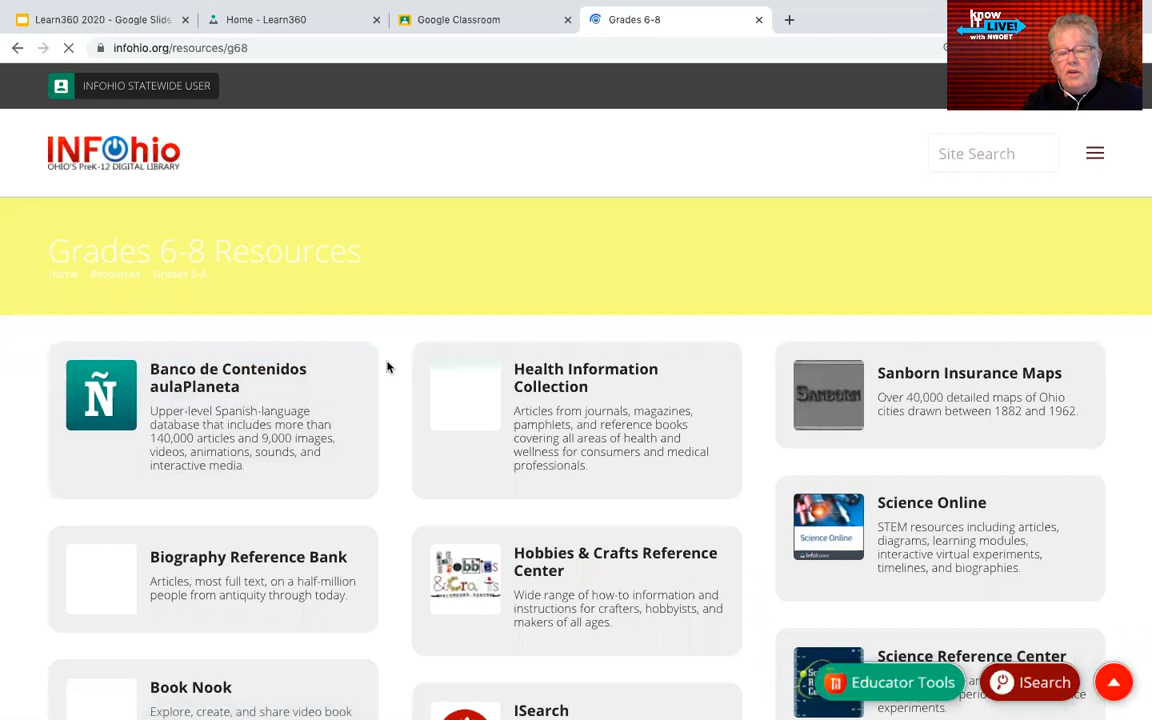 Learn360 2020 - Google Slide
Home - Learn360
Google Classroom
Grades 6-8
infohio.org/resources/g68
know
IT LIVE!
with NWOET
INFOHIO STATEWIDE USER
INFOhio
OHIO'S PreK-12 DIGITAL LIBRARY
Site Search
Grades 6-8 Resources
Home - Resources - Grades 6-8
Banco de Contenidos
aulaPlaneta
Upper-level Spanish-language
database that includes more than
140,000 articles and 9,000 images,
videos, animations, sounds, and
interactive media.
Biography Reference Bank
Articles, most full text, on a half-million
people from antiquity through today.
Book Nook
Explore, create, and share video book
Health Information
Collection
Articles from journals, magazines,
pamphlets, and reference books
covering all areas of health and
wellness for consumers and medical
professionals.
Hobbies
& Crafts
Hobbies & Crafts Reference
Center
Wide range of how-to information and
instructions for crafters, hobbyists, and
makers of all ages.
ISearch
SANBORN
Sanborn Insurance Maps
Over 40,000 detailed maps of Ohio
cities drawn between 1882 and 1962.
Science Online
Science Online
STEM resources including articles,
diagrams, learning modules,
interactive virtual experiments,
timelines, and biographies.
Science Reference Center
experiments.
Educator Tools
ISearch